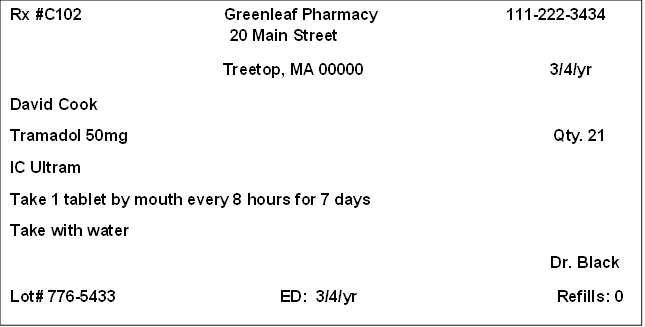 Rx #C102 Greenleaf Pharmacy 111-222-3434
20 Main Street
Treetop, MA 00000 3/4/yr
David Cook
Tramadol 50mg Qty. 21
IC Ultram
Take 1 tablet by mouth every 8 hours for 7 days
Take with water
Dr. Black
Lot# 776-5433 ED: 3/4/yr Refills: 0